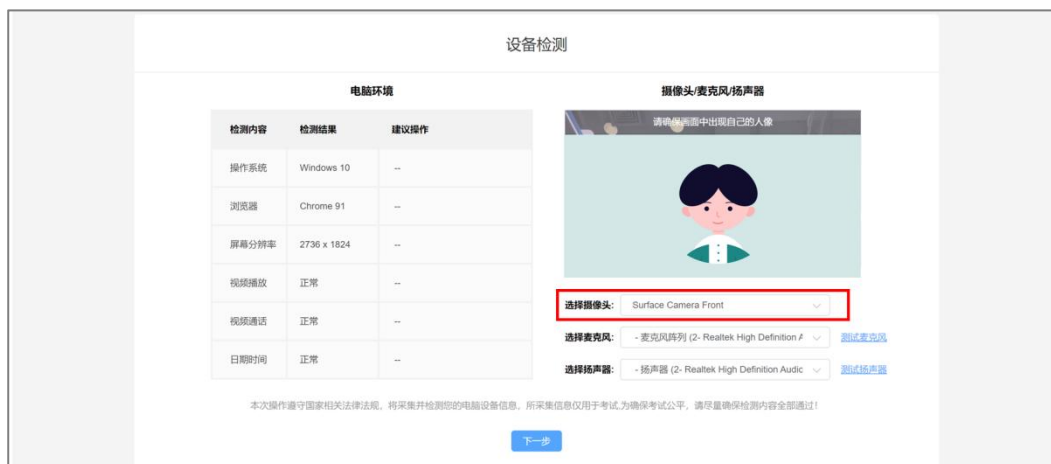 设备检测
电脑环境
检测内容 检测结果 建议操作
操作系统 Windows 10 --
浏览器 Chrome 91 --
屏幕分辨率 2736 x 1824 --
视频播放 正常 --
视频通话 正常 --
日期时间 正常 --
摄像头/麦克风/扬声器
请确保画面中出现自己的人像
选择摄像头: Surface Camera Front
选择麦克风: - 麦克风阵列 (2- Realtek High Definition A 测试麦克风
选择扬声器: - 扬声器 (2- Realtek High Definition Audic 测试扬声器
本次操作遵守国家相关法律法规，将采集并检测您的电脑设备信息，所采集信息仅用于考试,为确保考试公平，请尽量确保检测内容全部通过!
下一步